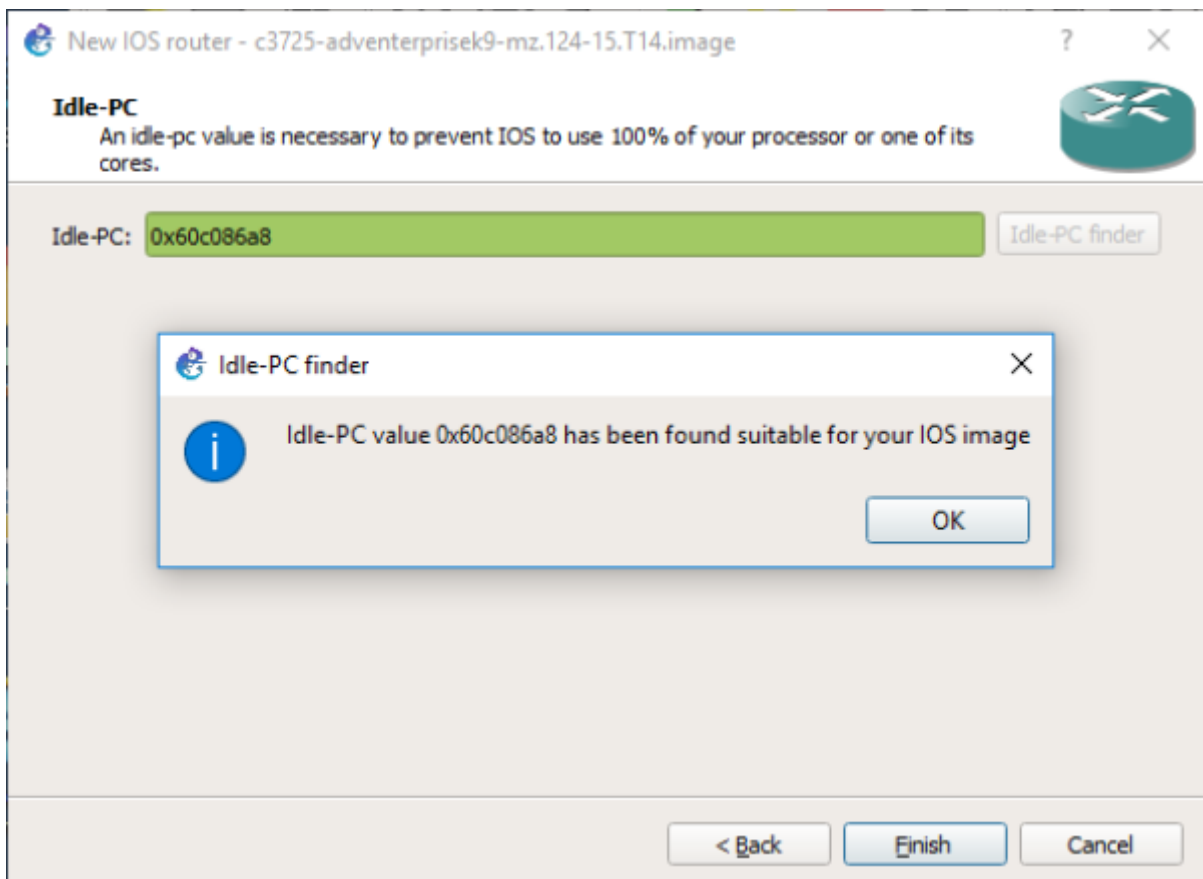 New IOS router - c3725-adventerprisek9-mz.124-15.T14.image
?
Idle-PC
An idle-pc value is necessary to prevent IOS to use 100% of your processor or one of its
cores.
Idle-PC: 0x60c086a8 Idle-PC finder
Idle-PC finder
Idle-PC value 0x60c086a8 has been found suitable for your IOS image
OK
< Back Finish Cancel